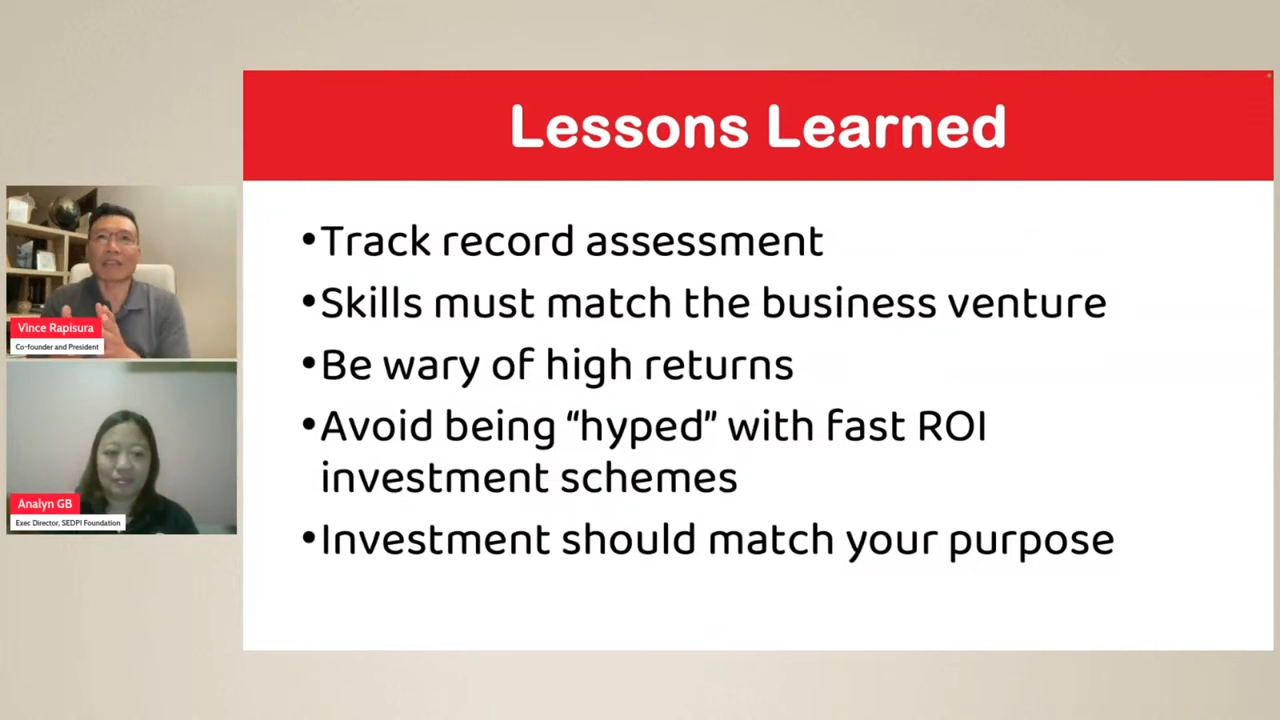 Lessons Learned
•Track record assessment
•Skills must match the business venture
•Be wary of high returns
•Avoid being “hyped” with fast ROI
investment schemes
•Investment should match your purpose
Vince Rapisura
Co-founder and President
Analyn GB
Exec Director, SEDPI Foundation